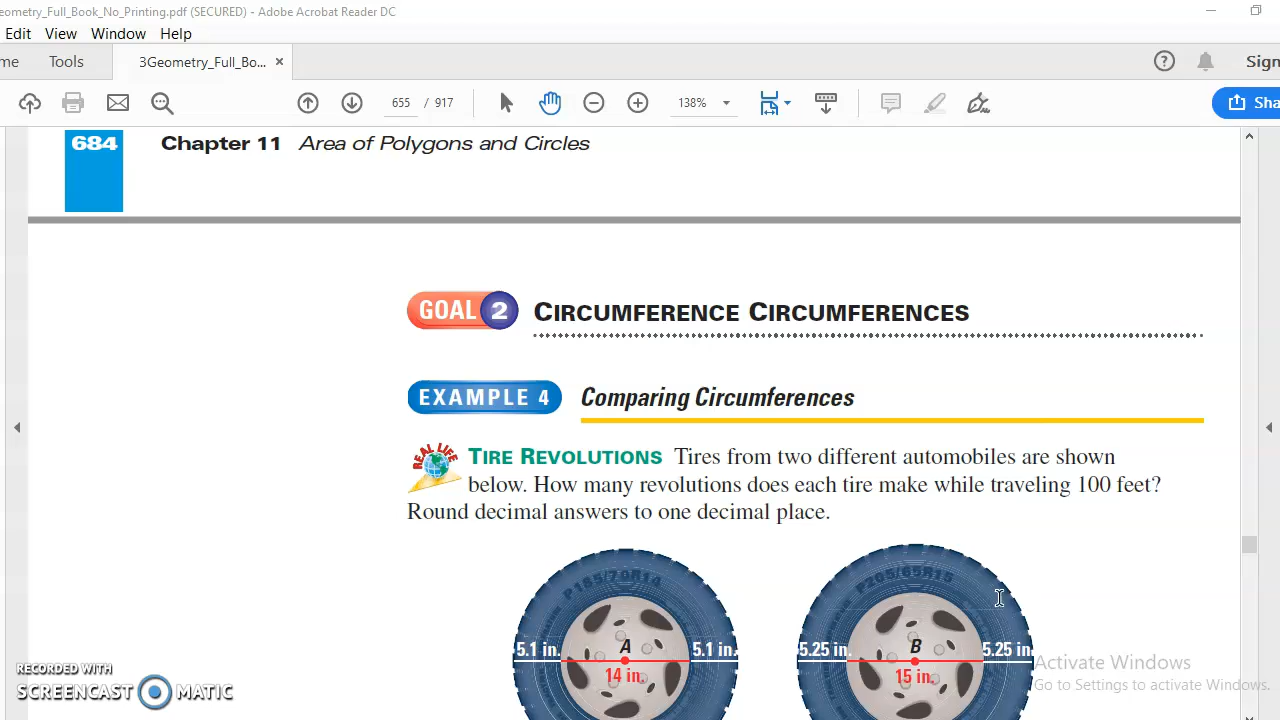 eometry_Full_Book_No_Printing.pdf (SECURED) - Adobe Acrobat Reader DC
Edit View Window Help
me Tools 3Geometry_Full_Bo... × ? Sign
655 / 917 138% Sha
684 Chapter 11 Area of Polygons and Circles
GOAL 2 CIRCUMFERENCE CIRCUMFERENCES
EXAMPLE 4 Comparing Circumferences
REAL LIFE TIRE REVOLUTIONS Tires from two different automobiles are shown
below. How many revolutions does each tire make while traveling 100 feet?
Round decimal answers to one decimal place.
P185/70R14 P205/65R15
5.1 in. A 5.1 in. 5.25 in. B 5.25 in.
14 in. 15 in.
Activate Windows
Go to Settings to activate Windows.
RECORDED WITH
SCREENCAST MATIC